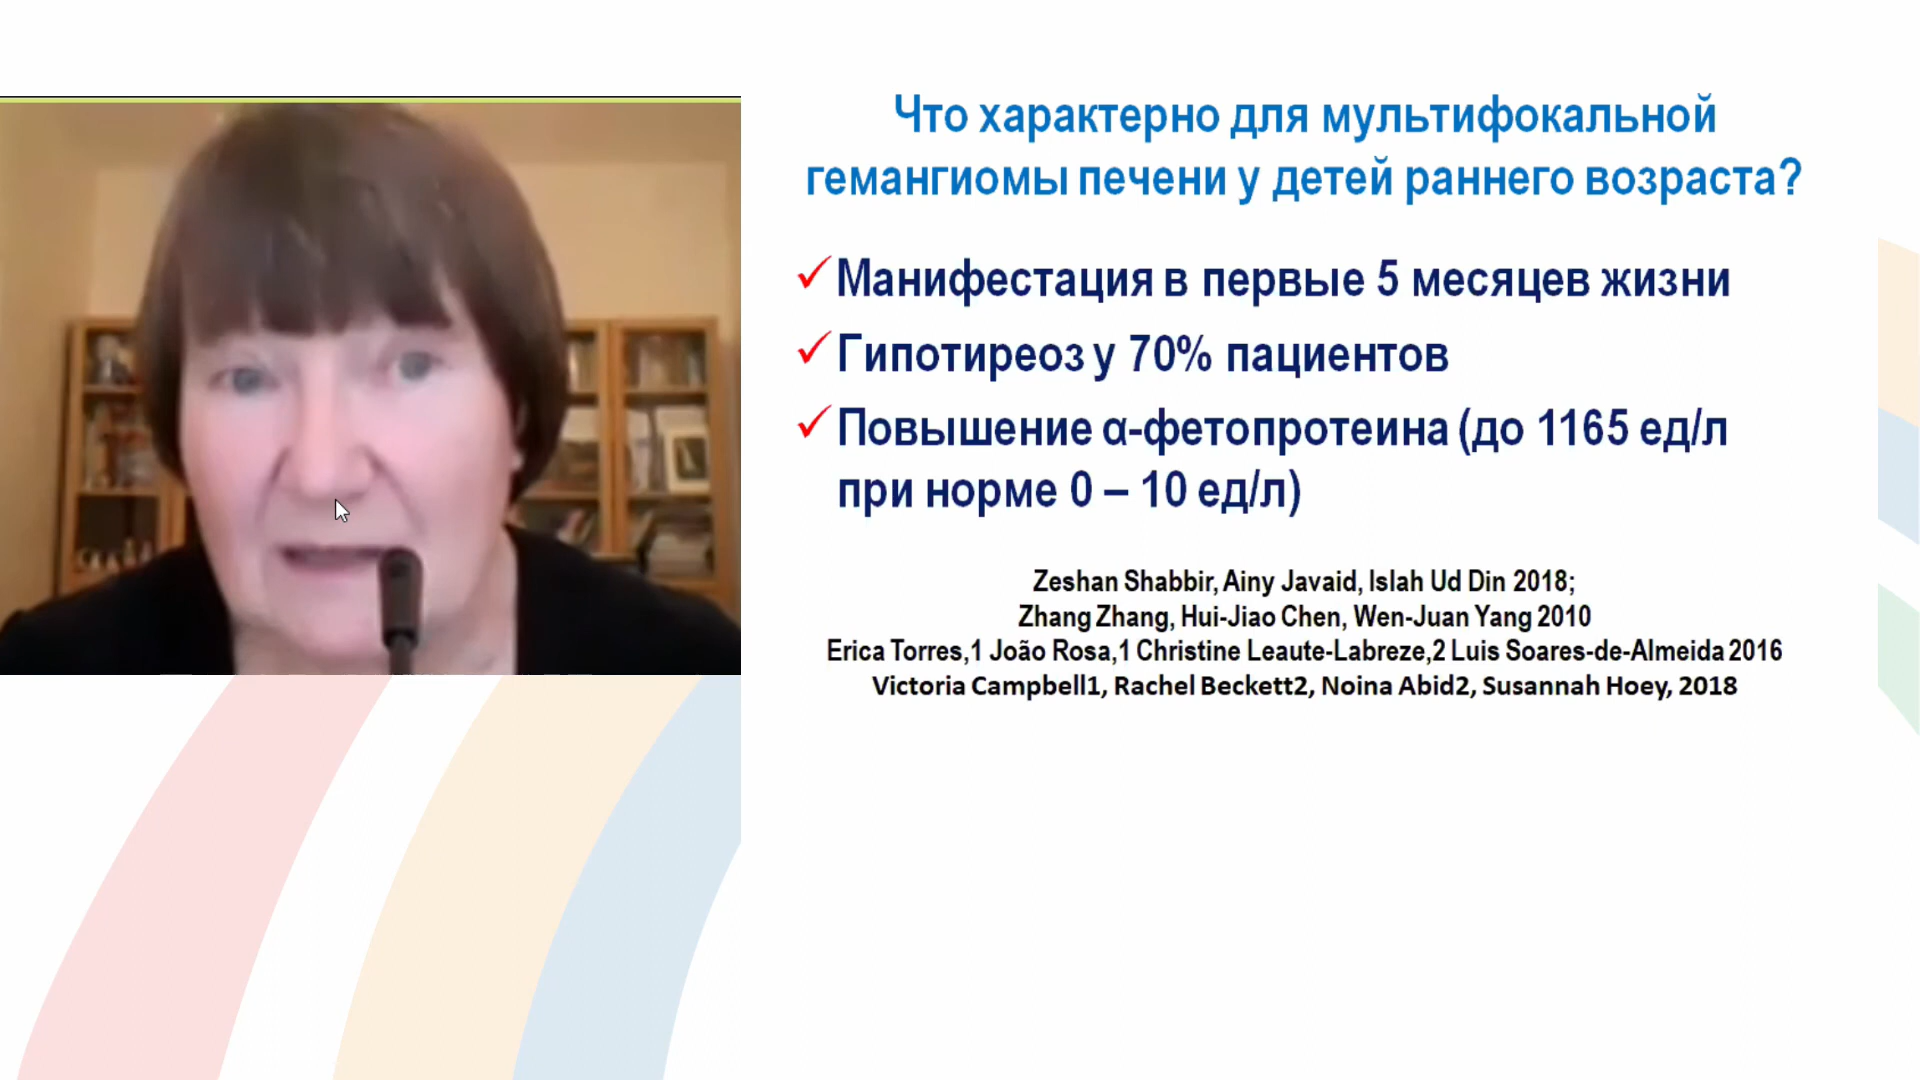 Что характерно для мультифокальной
гемангиомы печени у детей раннего возраста?
Манифестация в первые 5 месяцев жизни
Гипотиреоз у 70% пациентов
Повышение α-фетопротеина (до 1165 ед/л
при норме 0 – 10 ед/л)
Zeshan Shabbir, Ainy Javaid, Islah Ud Din 2018;
Zhang Zhang, Hui-Jiao Chen, Wen-Juan Yang 2010
Erica Torres,1 João Rosa,1 Christine Leaute-Labreze,2 Luis Soares-de-Almeida 2016
Victoria Campbell1, Rachel Beckett2, Noina Abid2, Susannah Hoey, 2018